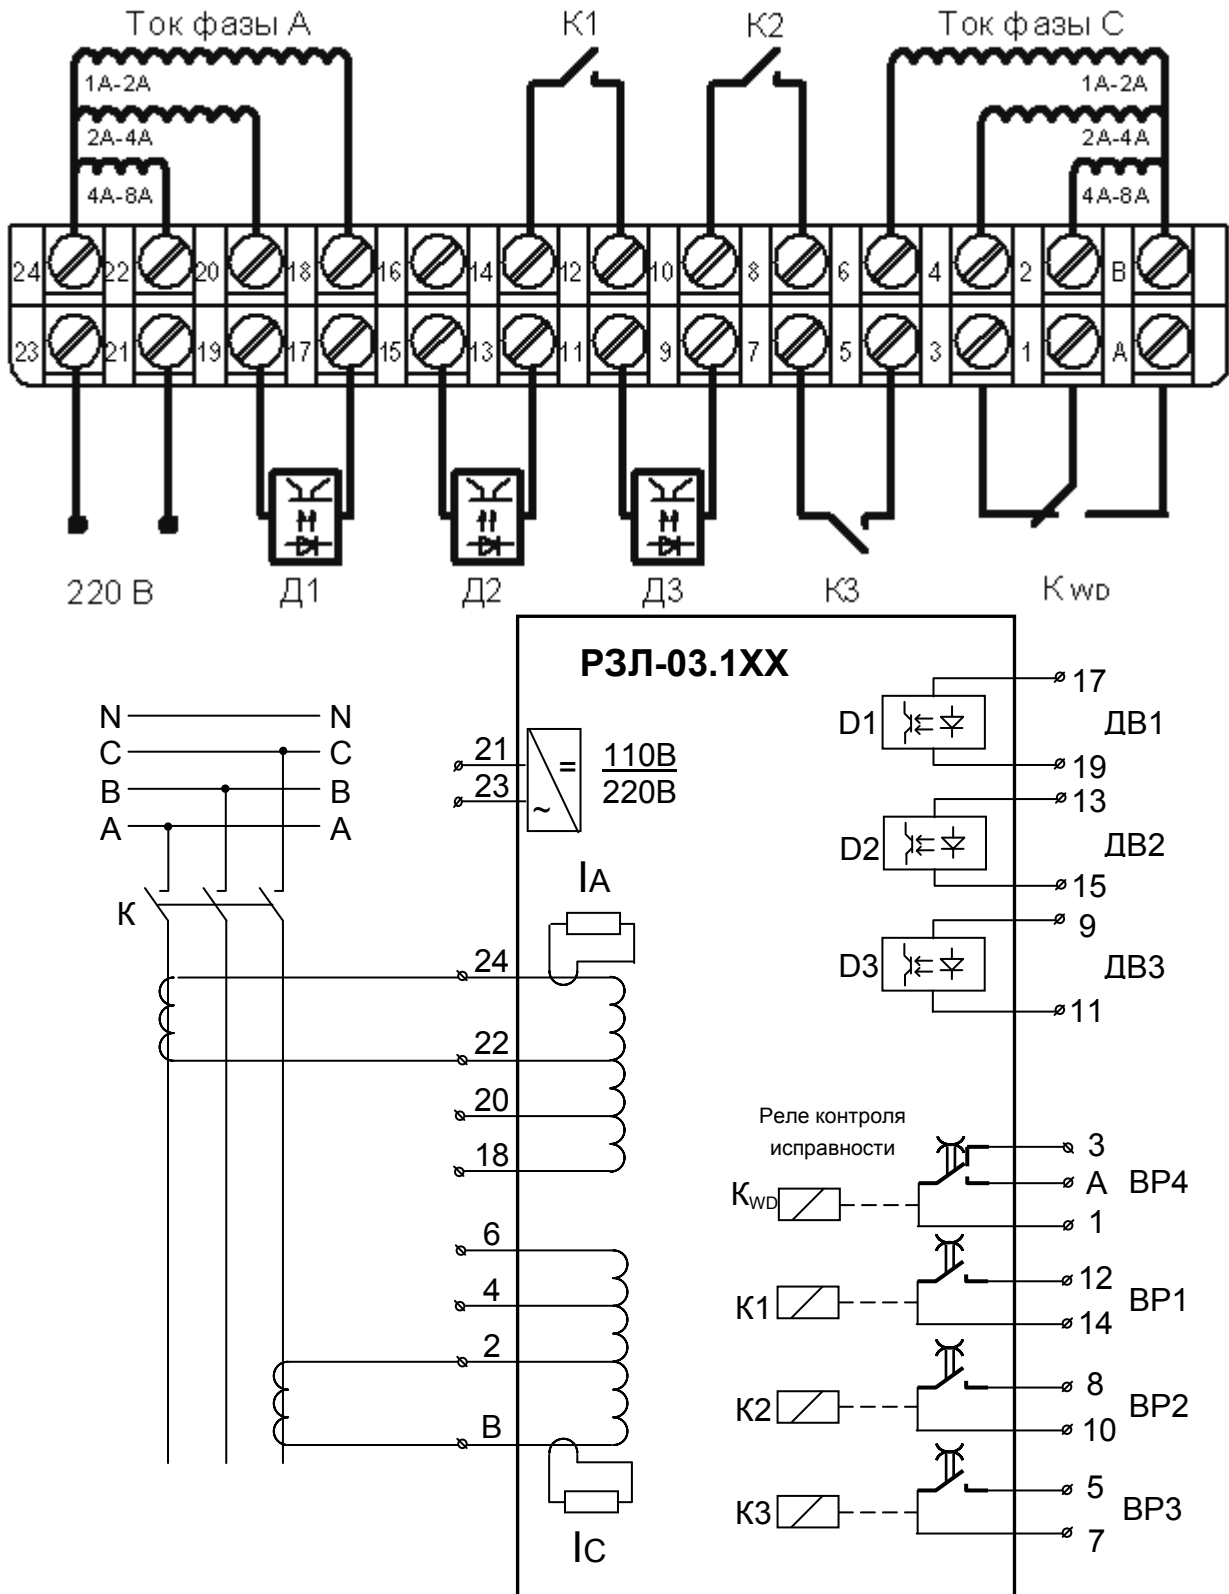 Ток фазы А К1 К2 Ток фазы С
1А-2А 1А-2А
2А-4А 2А-4А
4А-8А 4А-8А
24 22 20 18 16 14 12 10 8 6 4 2 В
23 21 19 17 15 13 11 9 7 5 3 1 А
220 В Д1 Д2 Д3 К3 К WD
РЗЛ-03.1ХХ
N N
C C
B B
A A
К
21
23
=
~
110В
220В
IА
24
22
20
18
6
4
2
В
IС
D1
17
ДВ1
19
D2
13
ДВ2
15
D3
9
ДВ3
11
Реле контроля
исправности
КWD
3
А ВР4
1
К1
12
ВР1
14
К2
8
ВР2
10
К3
5
ВР3
7